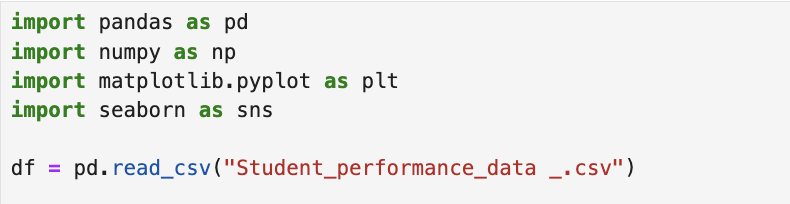 import pandas as pd
import numpy as np
import matplotlib.pyplot as plt
import seaborn as sns
df = pd.read_csv("Student_performance_data _.csv")